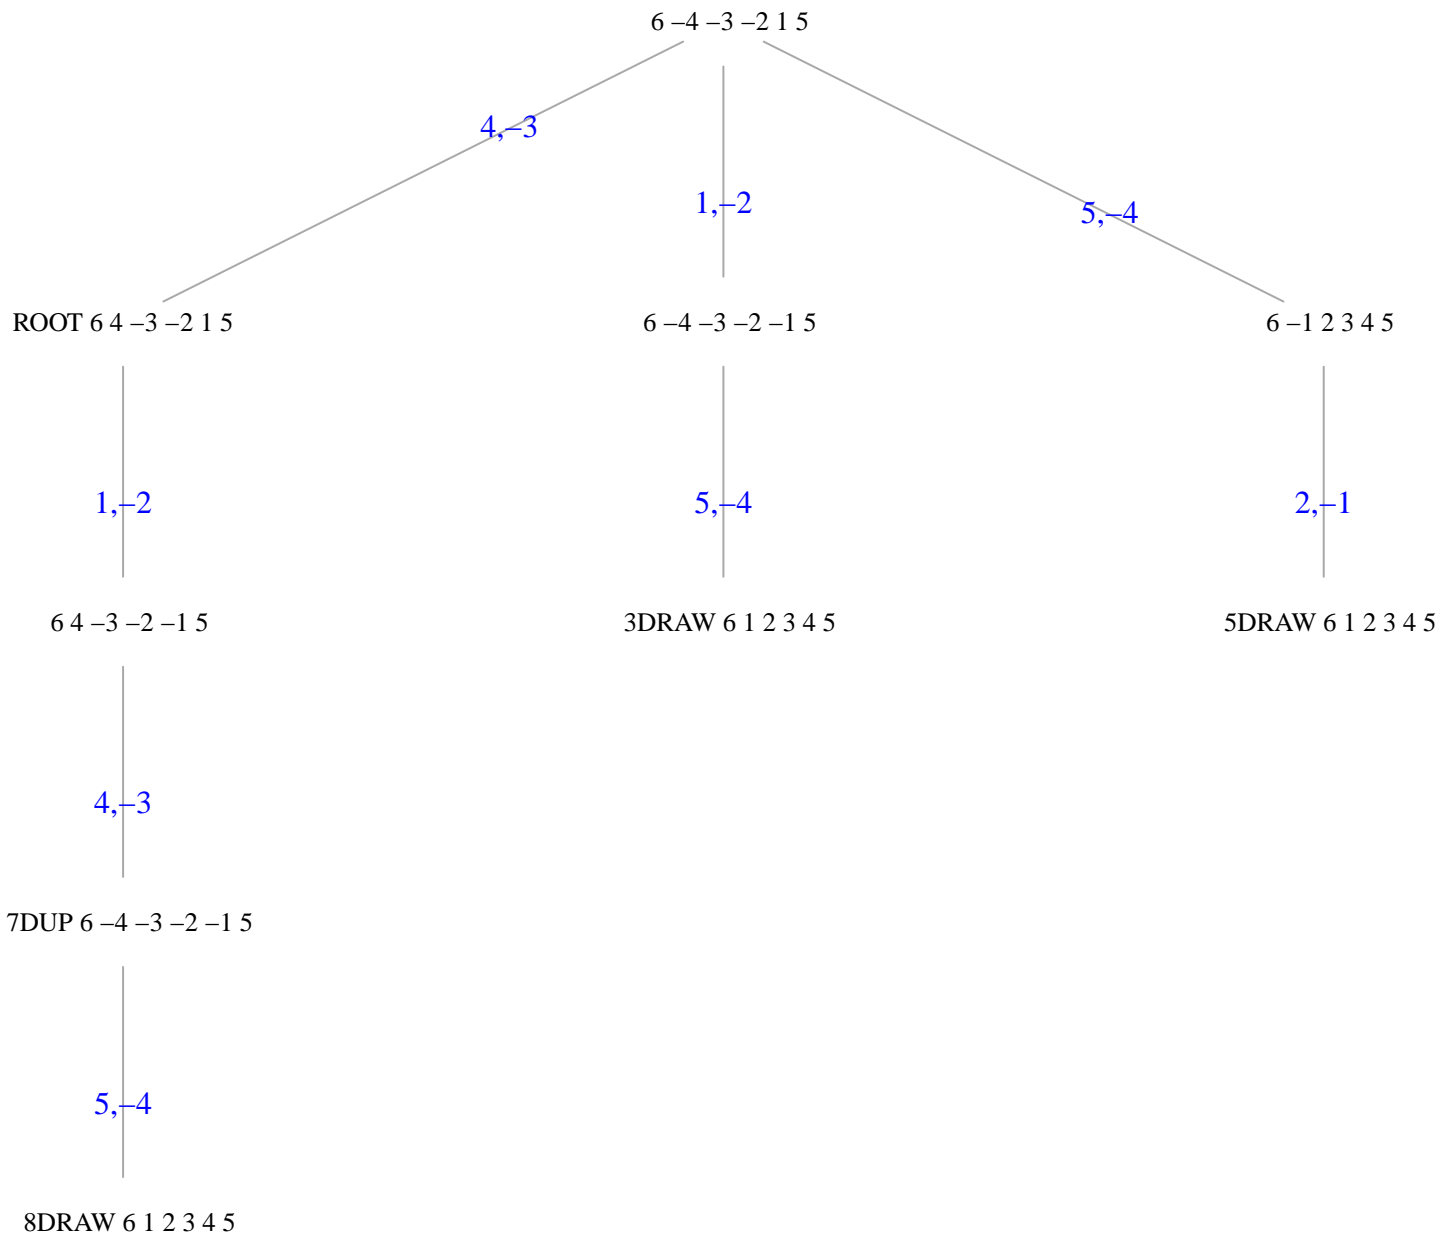 6 –4 –3 –2 1 5
4,–3
1,–2
5,–4
ROOT 6 4 –3 –2 1 5
6 –4 –3 –2 –1 5
6 –1 2 3 4 5
1,–2
5,–4
2,–1
6 4 –3 –2 –1 5
3DRAW 6 1 2 3 4 5
5DRAW 6 1 2 3 4 5
4,–3
7DUP 6 –4 –3 –2 –1 5
5,–4
8DRAW 6 1 2 3 4 5